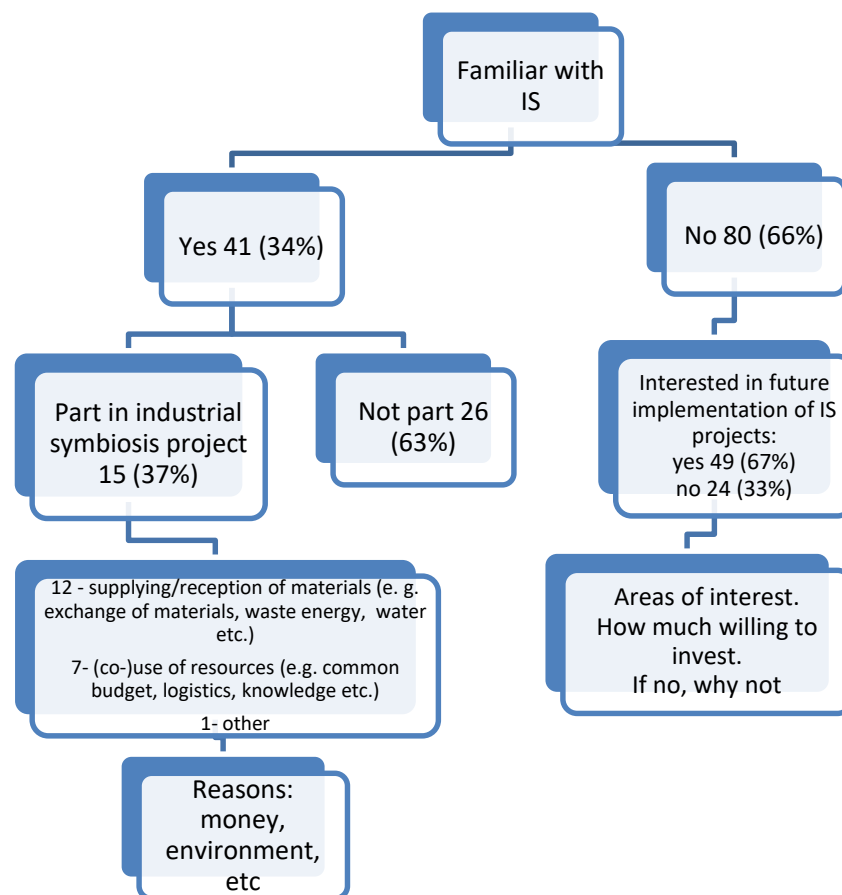 Familiar with
IS
Yes 41 (34%)
No 80 (66%)
Part in industrial
symbiosis project
15 (37%)
Not part 26
(63%)
Interested in future
implementation of IS
projects:
yes 49 (67%)
no 24 (33%)
12 - supplying/reception of materials (e. g.
exchange of materials, waste energy, water
etc.)
7- (co-)use of resources (e.g. common
budget, logistics, knowledge etc.)
1- other
Areas of interest.
How much willing to
invest.
If no, why not
Reasons:
money,
environment,
etc